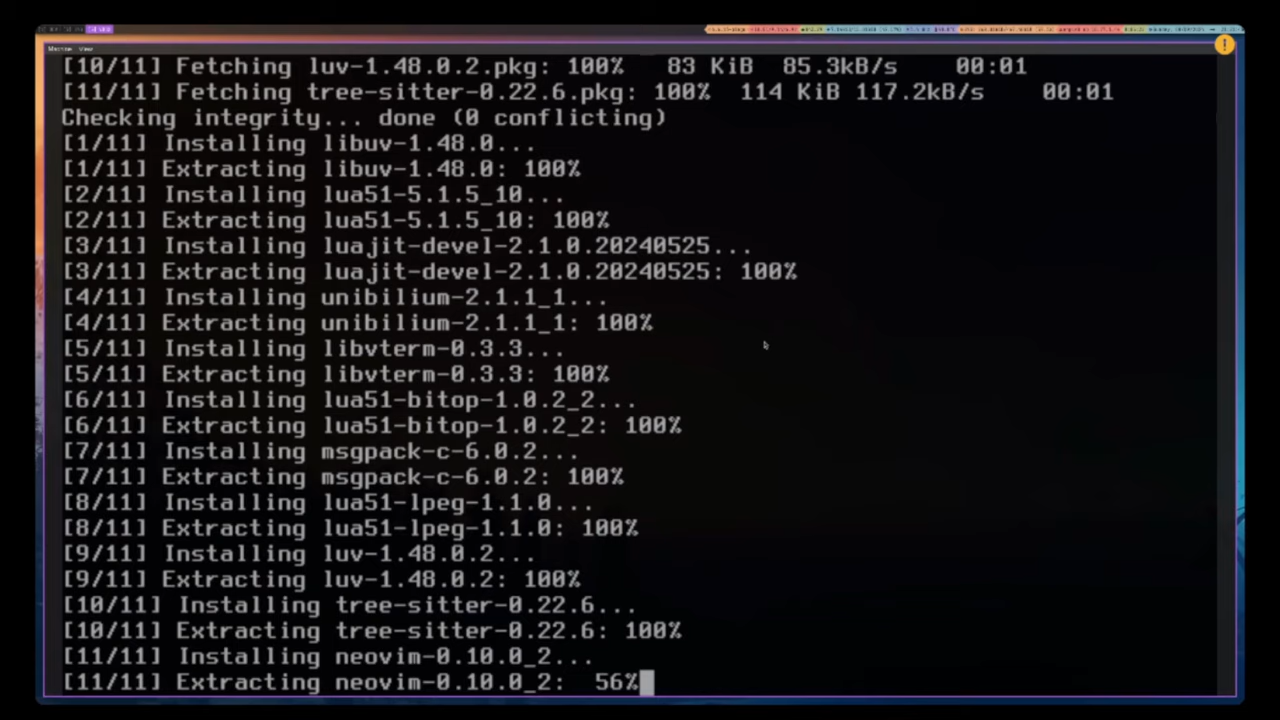 Machine View
[10/11] Fetching luv-1.48.0.2.pkg: 100% 83 KiB 85.3kB/s 00:01
[11/11] Fetching tree-sitter-0.22.6.pkg: 100% 114 KiB 117.2kB/s 00:01
Checking integrity... done (0 conflicting)
[1/11] Installing libuv-1.48.0...
[1/11] Extracting libuv-1.48.0: 100%
[2/11] Installing lua51-5.1.5_10...
[2/11] Extracting lua51-5.1.5_10: 100%
[3/11] Installing luajit-devel-2.1.0.20240525...
[3/11] Extracting luajit-devel-2.1.0.20240525: 100%
[4/11] Installing unibilium-2.1.1_1...
[4/11] Extracting unibilium-2.1.1_1: 100%
[5/11] Installing libvterm-0.3.3...
[5/11] Extracting libvterm-0.3.3: 100%
[6/11] Installing lua51-bitop-1.0.2_2...
[6/11] Extracting lua51-bitop-1.0.2_2: 100%
[7/11] Installing msgpack-c-6.0.2...
[7/11] Extracting msgpack-c-6.0.2: 100%
[8/11] Installing lua51-lpeg-1.1.0...
[8/11] Extracting lua51-lpeg-1.1.0: 100%
[9/11] Installing luv-1.48.0.2...
[9/11] Extracting luv-1.48.0.2: 100%
[10/11] Installing tree-sitter-0.22.6...
[10/11] Extracting tree-sitter-0.22.6: 100%
[11/11] Installing neovim-0.10.0_2...
[11/11] Extracting neovim-0.10.0_2: 56%